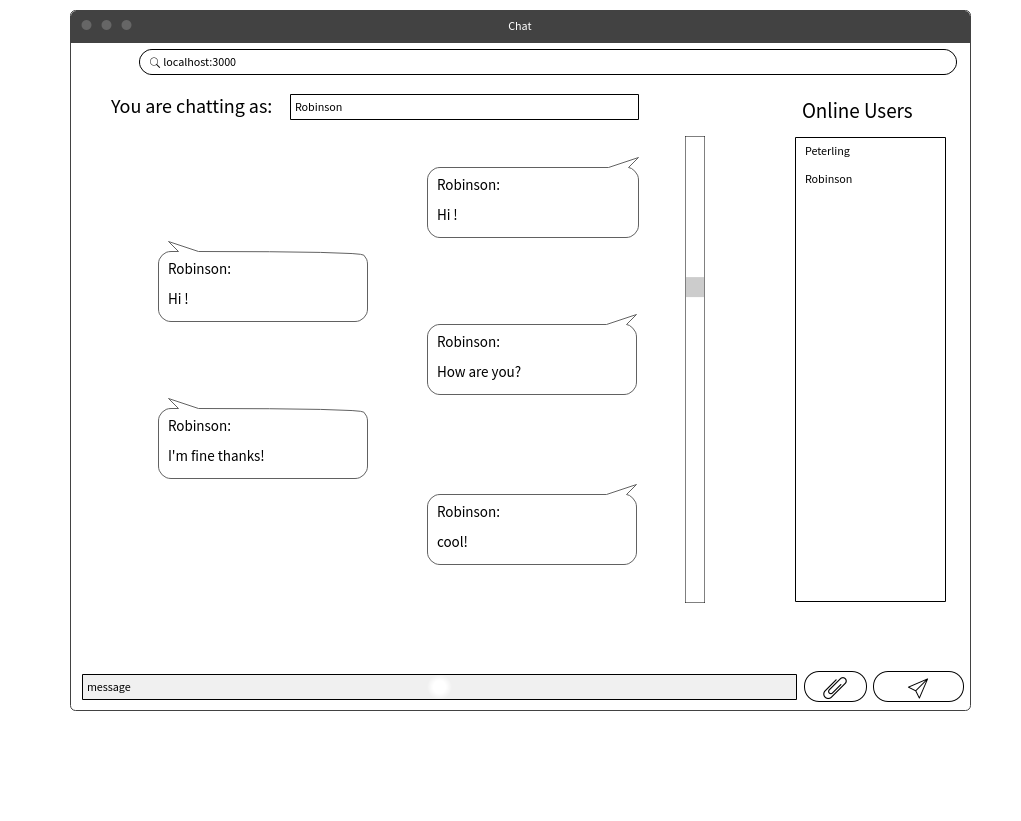 Chat
localhost:3000
You are chatting as:
Robinson
Online Users
Peterling
Robinson
Robinson:
Hi !
Robinson:
Hi !
Robinson:
How are you?
Robinson:
I'm fine thanks!
Robinson:
cool!
message